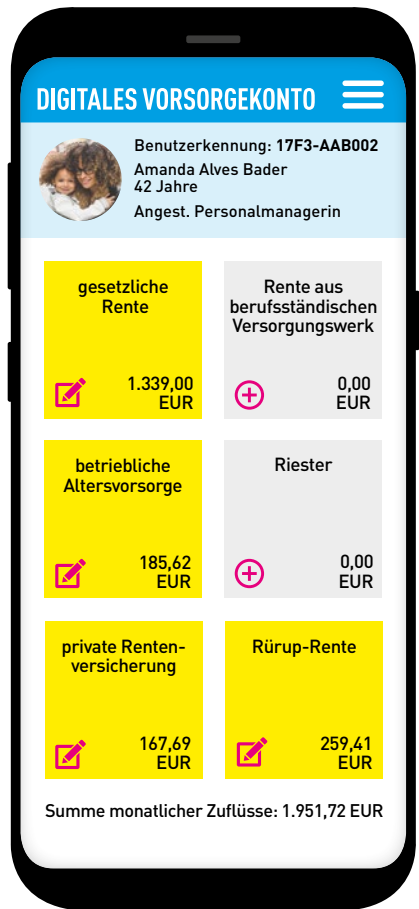 DIGITALES VORSORGEKONTO
Benutzerkennung: 17F3-AAB002
Amanda Alves Bader
42 Jahre
Angest. Personalmanagerin
gesetzliche
Rente
1.339,00
EUR
Rente aus
berufsständischen
Versorgungswerk
0,00
EUR
betriebliche
Altersvorsorge
185,62
EUR
Riester
0,00
EUR
private Renten-
versicherung
167,69
EUR
Rürup-Rente
259,41
EUR
Summe monatlicher Zuflüsse: 1.951,72 EUR